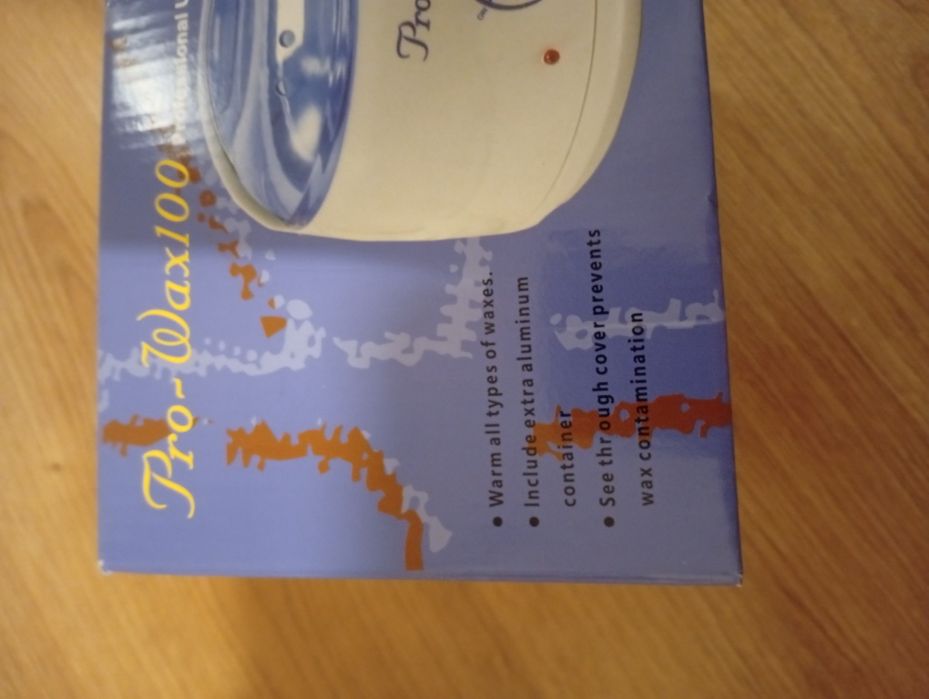 Pro-Wax100
Pro
• Warm all types of waxes.
• Include extra aluminum
container
• See through cover prevents
wax contamination